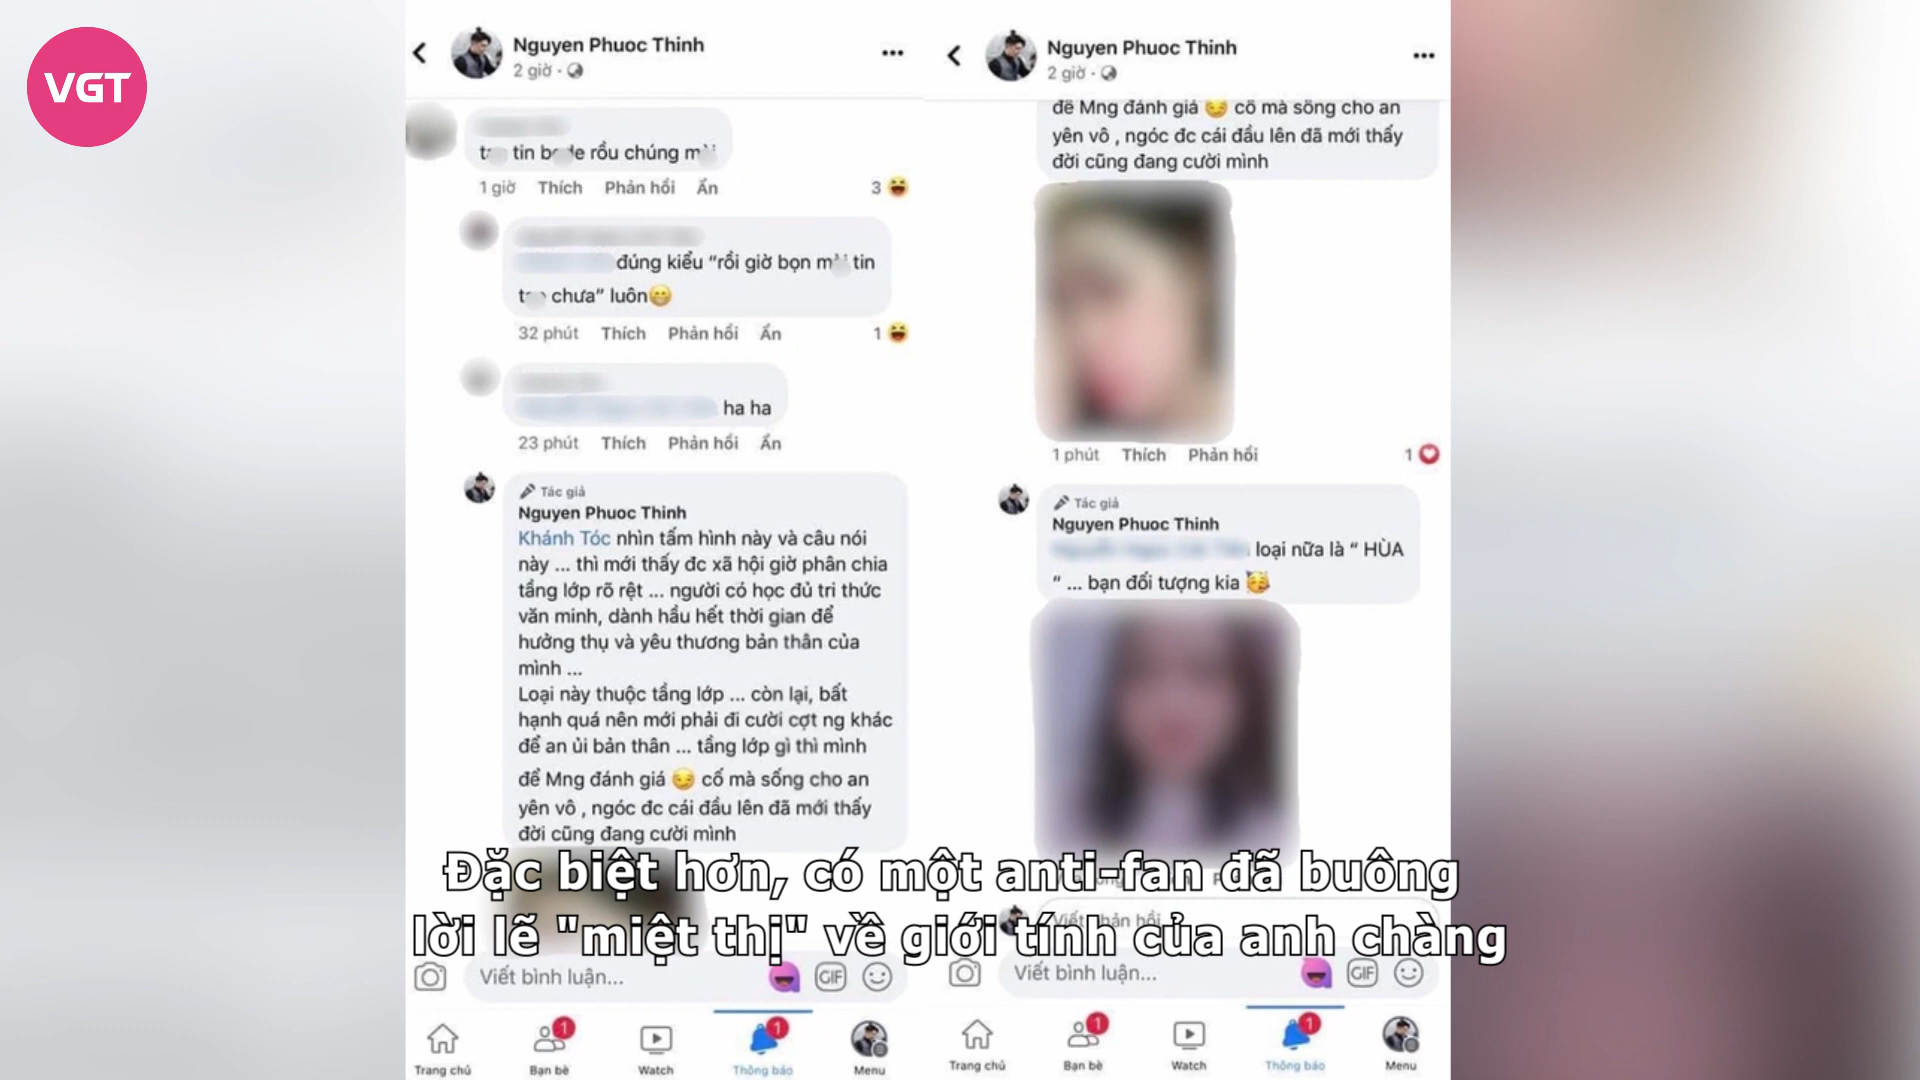 VGT
Nguyen Phuoc Thinh
2 giờ
tin rồu chúng
1 giờ Thích Phản hồi Ẩn 3
đúng kiểu “rồi giờ bọn tin
chưa” luôn😁
32 phút Thích Phản hồi Ẩn 1
ha ha
23 phút Thích Phản hồi Ẩn
Tác giả
Nguyen Phuoc Thinh
Khánh Tóc nhìn tấm hình này và câu nói
này ... thì mới thấy đc xã hội giờ phân chia
tầng lớp rõ rệt ... người có học đủ tri thức
văn minh, dành hầu hết thời gian để
hưởng thụ và yêu thương bản thân của
mình ...
Loại này thuộc tầng lớp ... còn lại, bất
hạnh quá nên mới phải đi cười cợt ng khác
để an ủi bản thân ... tầng lớp gì thì mình
để Mng đánh giá 😏 cố mà sống cho an
yên vô , ngóc đc cái đầu lên đã mới thấy
đời cũng đang cười mình
Viết bình luận...
GIF
1
1
Trang chủ Bạn bè Watch Thông báo Menu
Nguyen Phuoc Thinh
2 giờ
để Mng đánh giá 😏 cố mà sống cho an
yên vô , ngóc đc cái đầu lên đã mới thấy
đời cũng đang cười mình
1 phút Thích Phản hồi 1
Tác giả
Nguyen Phuoc Thinh
loại nữa là “ HÙA
“ ... bạn đối tượng kia 🥳
Viết phản hồi
Viết bình luận...
GIF
1
1
Trang chủ Bạn bè Watch Thông báo Menu
Đặc biệt hơn, có một anti-fan đã buông
lời lẽ "miệt thị" về giới tính của anh chàng